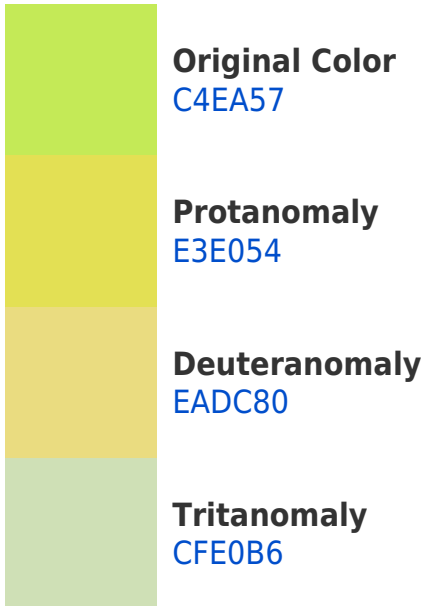 Original Color
C4EA57
Protanomaly
E3E054
Deuteranomaly
EADC80
Tritanomaly
CFE0B6